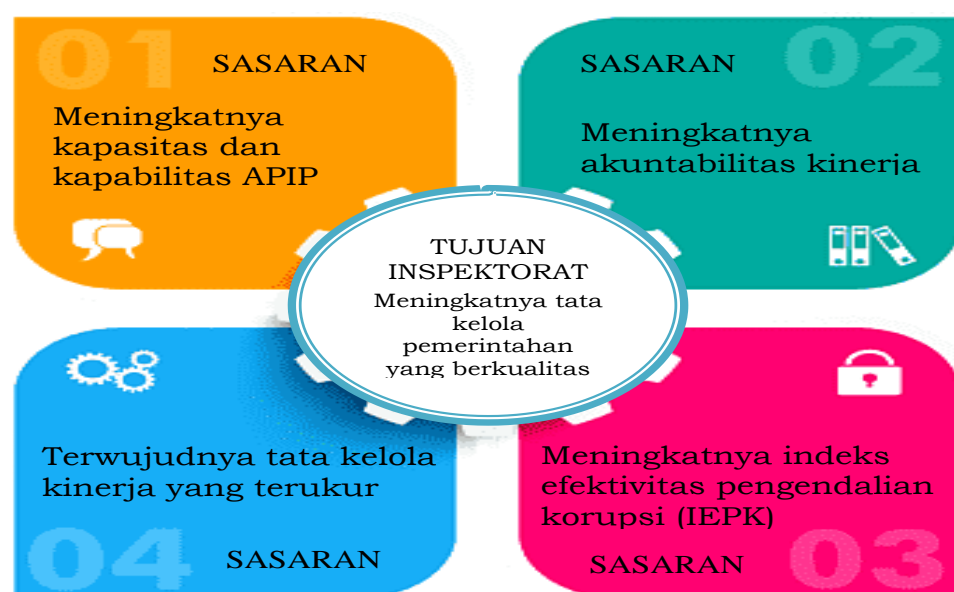 01
SASARAN
Meningkatnya
kapasitas dan
kapabilitas APIP
02
SASARAN
Meningkatnya
akuntabilitas kinerja
TUJUAN
INSPEKTORAT
Meningkatnya tata
kelola
pemerintahan
yang berkualitas
Terwujudnya tata kelola
kinerja yang terukur
04
SASARAN
Meningkatnya indeks
efektivitas pengendalian
korupsi (IEPK)
SASARAN
03